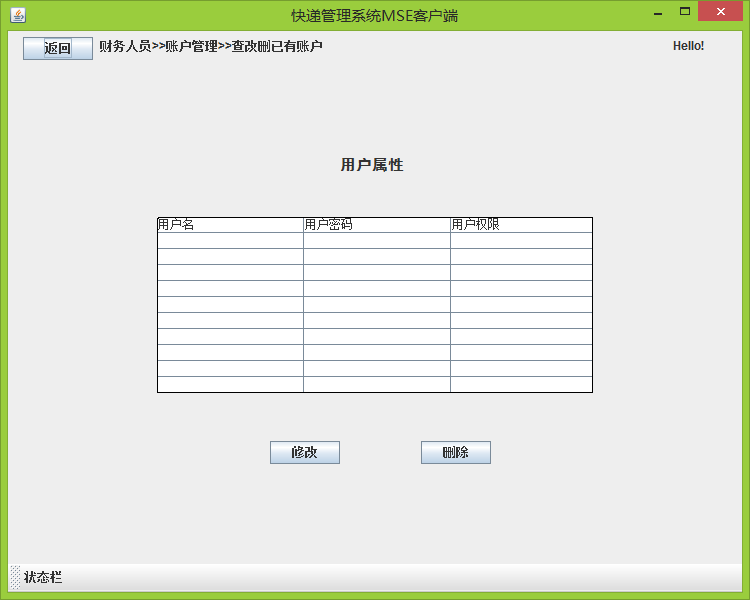 快递管理系统MSE客户端
返回 财务人员>>账户管理>>查改删已有账户 Hello!
用户属性
用户名 用户密码 用户权限
修改 删除
状态栏